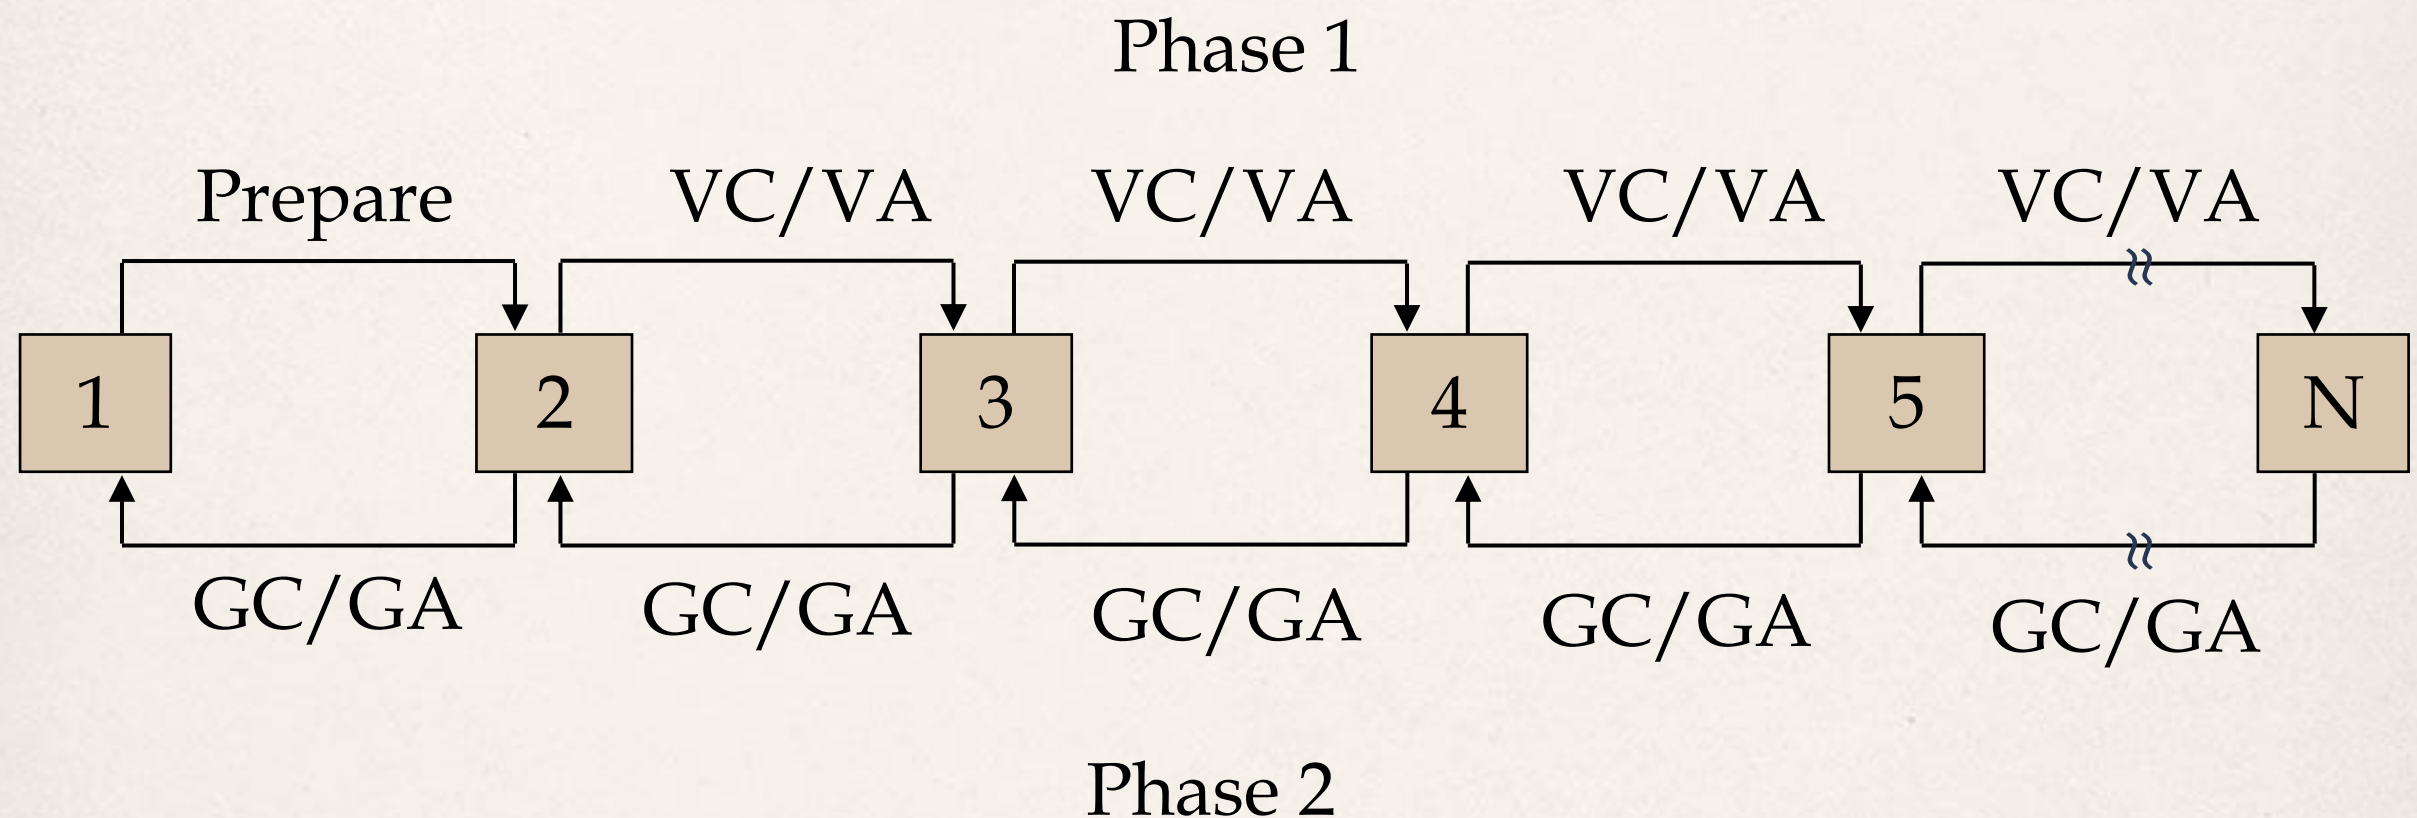 Phase 1
Prepare VC/VA VC/VA VC/VA VC/VA
1 2 3 4 5 N
GC/GA GC/GA GC/GA GC/GA GC/GA
Phase 2